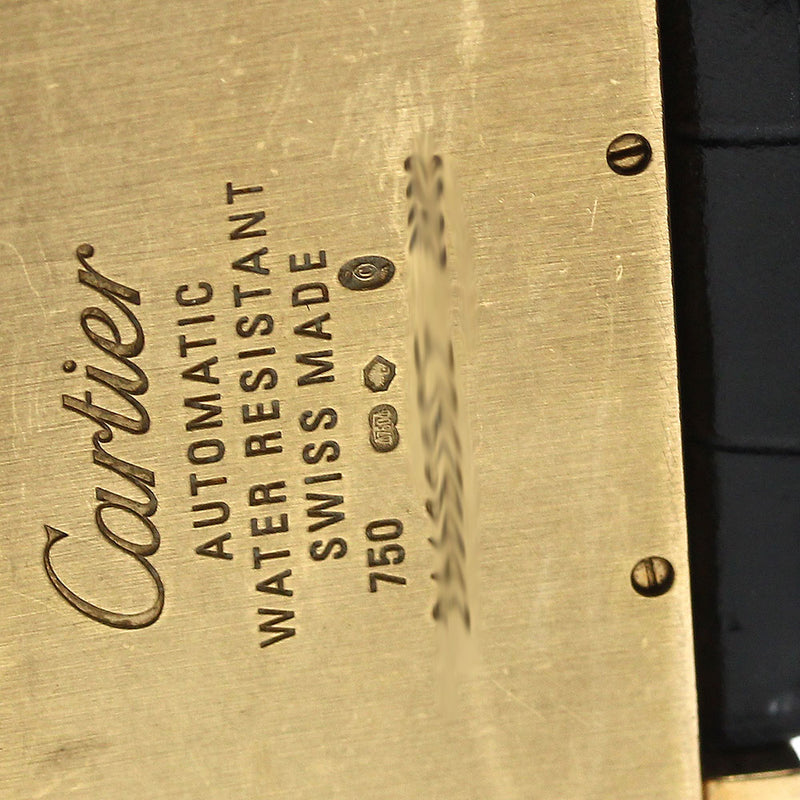 Cartier
AUTOMATIC
WATER RESISTANT
SWISS MADE
750